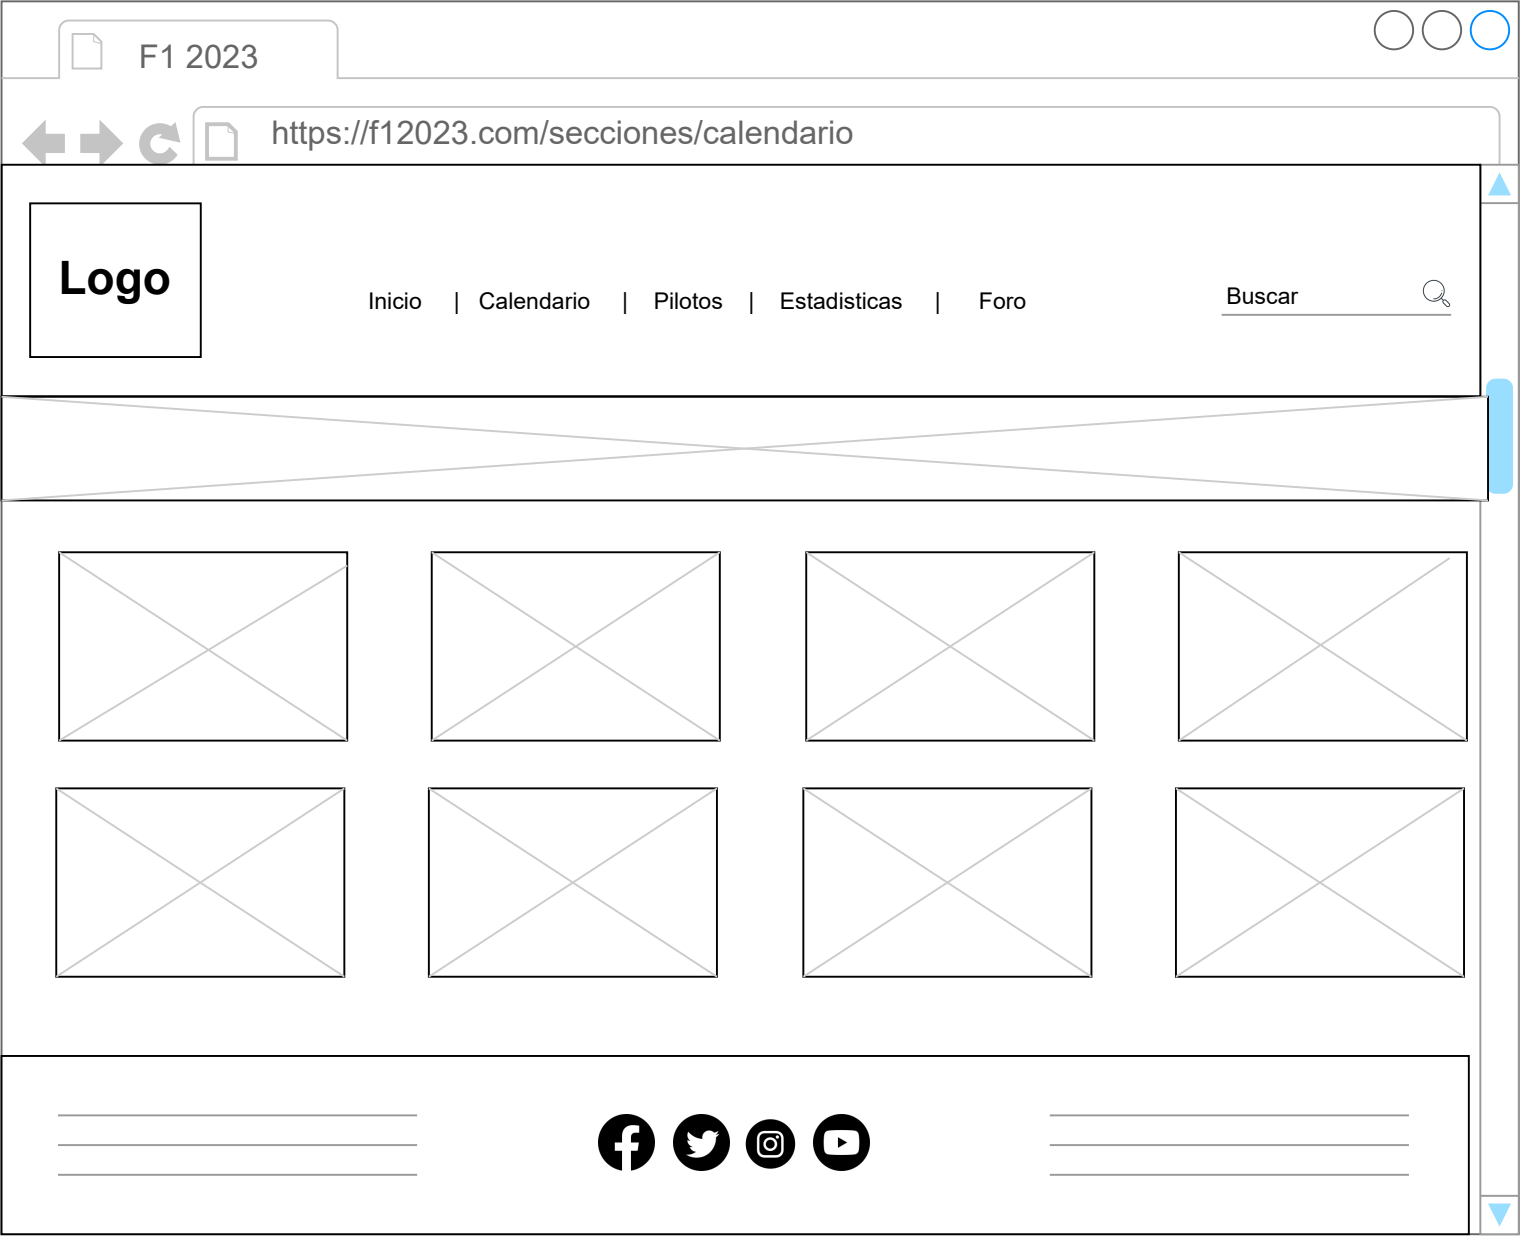 F1 2023
https://f12023.com/secciones/calendario
Logo
Inicio | Calendario | Pilotos | Estadisticas | Foro
Buscar